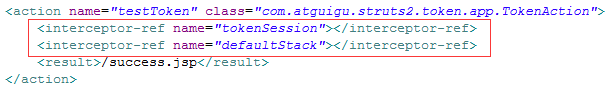 <action name="testToken" class="com.atguigu.struts2.token.app.TokenAction">
<interceptor-ref name="tokenSession"></interceptor-ref>
<interceptor-ref name="defaultStack"></interceptor-ref>
<result>/success.jsp</result>
</action>